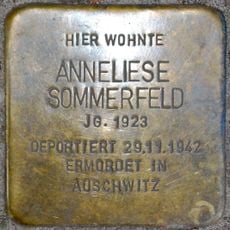 HIER WOHNTE
ANNELIESE
SOMMERFELD
JG. 1923
DEPORTIERT 29.11.1942
ERMORDET IN
AUSCHWITZ